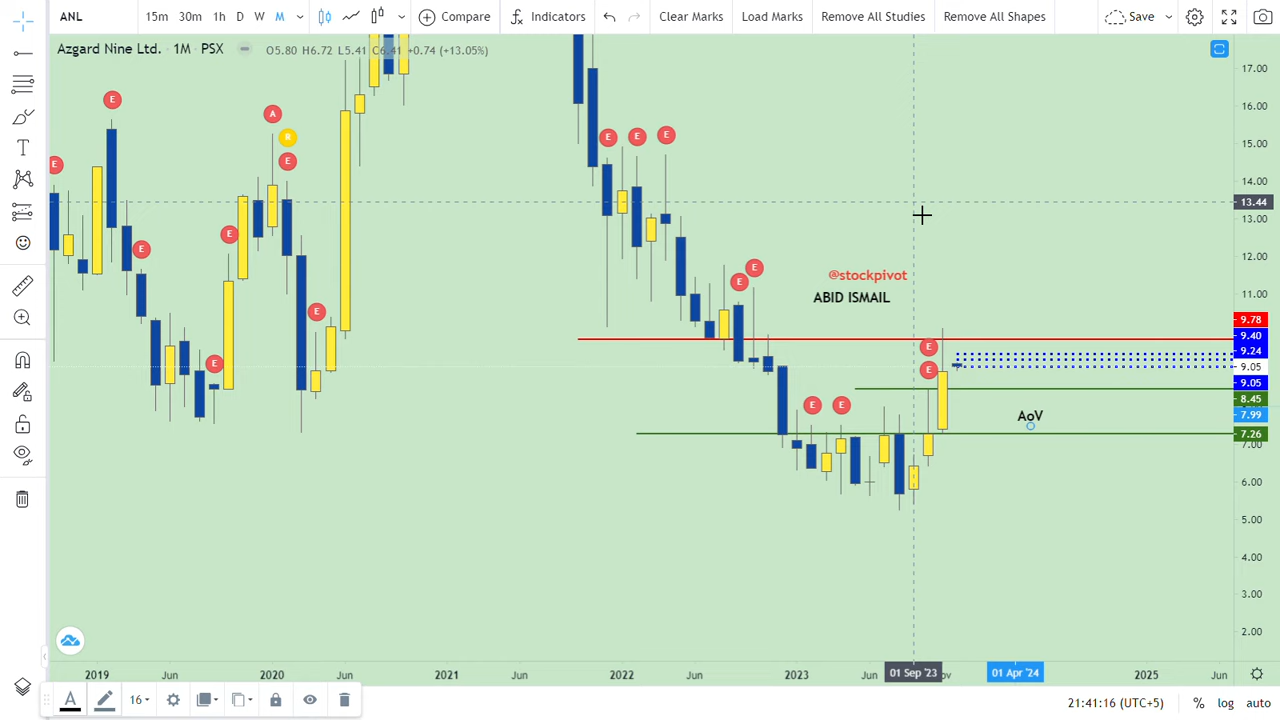 ANL 15m 30m 1h D W M Compare Indicators Clear Marks Load Marks Remove All Studies Remove All Shapes Save
Azgard Nine Ltd. · 1M · PSX O5.80 H6.72 L5.41 C6.41 +0.74 (+13.05%)
17.00
16.00
15.00
14.00
13.44
13.00
12.00
11.00
9.78
9.40
9.24
9.05
9.05
8.45
7.99
7.26
7.00
6.00
5.00
4.00
3.00
2.00
E
E
E
E
E
A
E
E
E
E
E
E
E
E
E
E
E
@stockpivot
ABID ISMAIL
AoV
2019 Jun 2020 Jun 2021 Jun 2022 Jun 2023 Jun 01 Sep '23 ov 01 Apr '24 2025 Jun
A 16 21:41:16 (UTC+5) % log auto